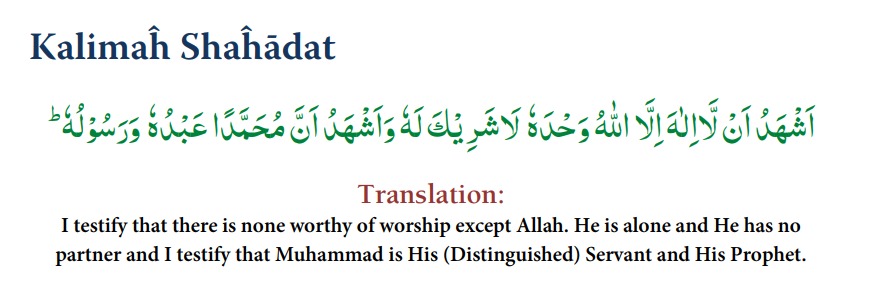 Kalimaĥ Shaĥādat
اَشْهَدُ اَنْ لَّاۤاِلٰهَ اِلَّا اللّٰهُ وَحْدَهٗ لَاشَرِيْكَ لَهٗ وَاَشْهَدُ اَنَّ مُحَمَّدًا عَبْدُهٗ وَرَسُوْلُهٗ ؕ
Translation:
I testify that there is none worthy of worship except Allah. He is alone and He has no
partner and I testify that Muhammad is His (Distinguished) Servant and His Prophet.